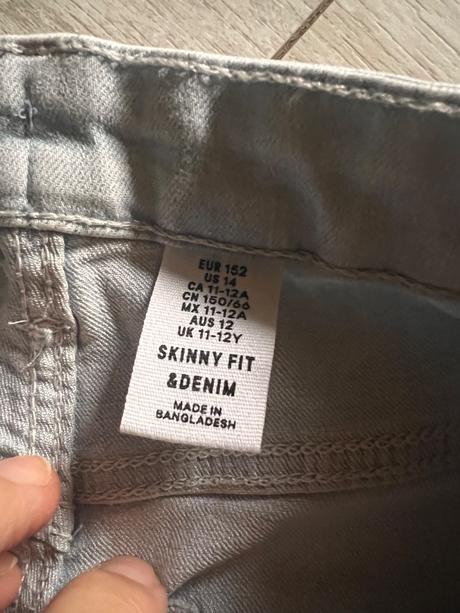 EUR 152
US 14
CA 11-12A
CN 150/66
MX 11-12A
AUS 12
UK 11-12Y
SKINNY FIT
&DENIM
MADE IN
BANGLADESH